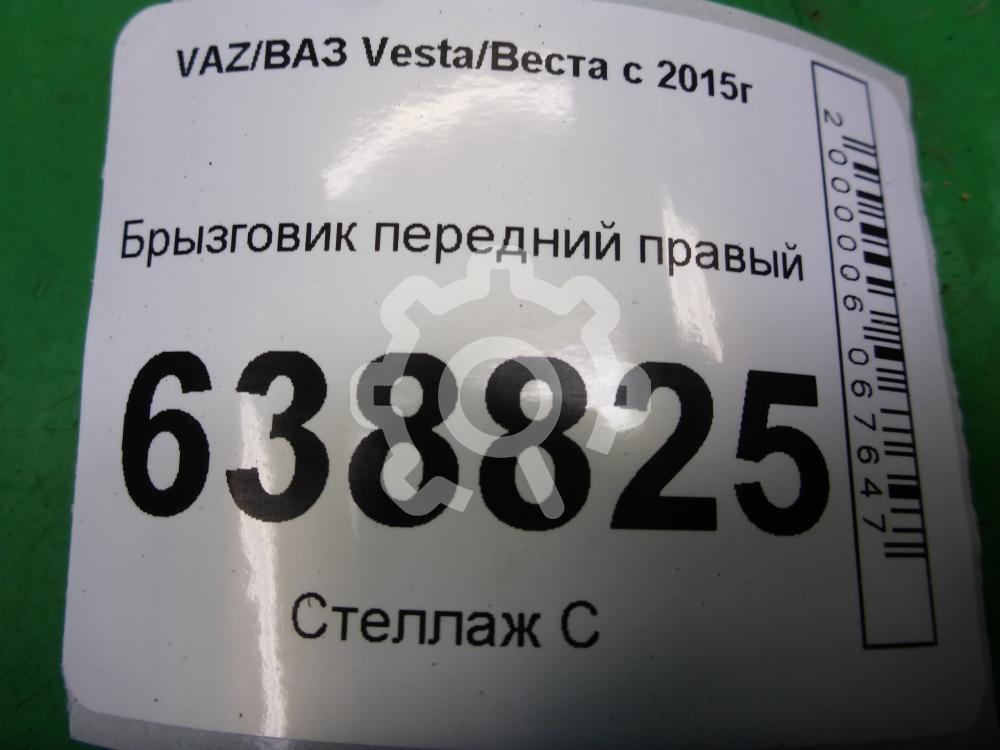 VAZ/ВАЗ Vesta/Веста с 2015г
Брызговик передний правый
638825
Стеллаж С
2000006067647